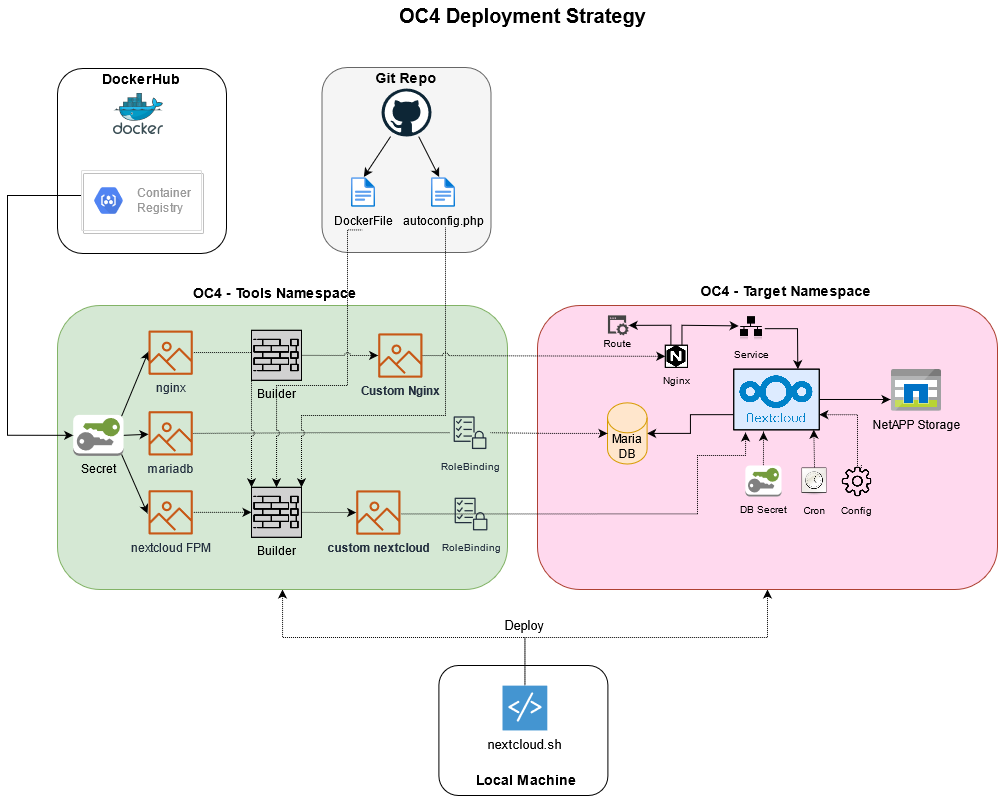 OC4 Deployment Strategy
DockerHub
docker
Container
Registry
Git Repo
DockerFile
autoconfig.php
OC4 - Tools Namespace
nginx
Builder
Custom Nginx
Secret
mariadb
RoleBinding
nextcloud FPM
Builder
custom nextcloud
RoleBinding
OC4 - Target Namespace
Route
N
Nginx
Service
Nextcloud
NetAPP Storage
Maria
DB
DB Secret
Cron
Config
Deploy
</>
nextcloud.sh
Local Machine